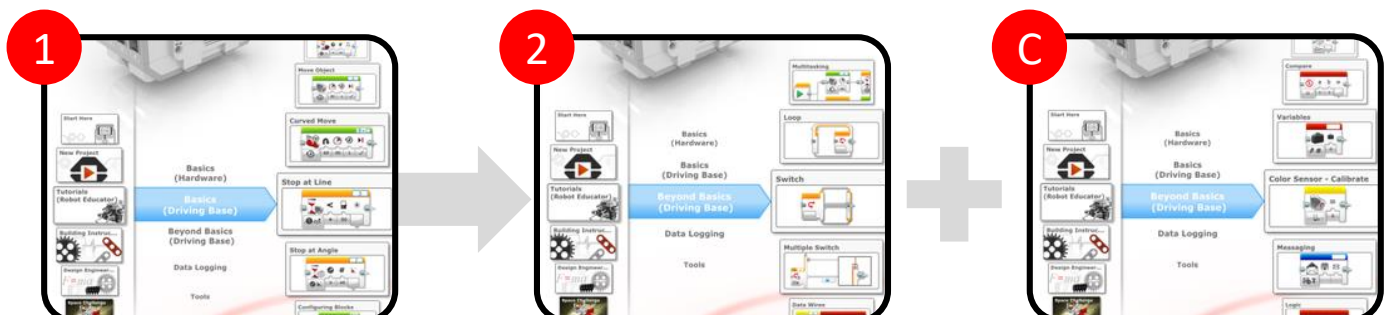 1
Move Object
Curved Move
Start Here
New Project
Tutorials
(Robot Educator)
Building Instruc...
Design Engineer...
Space Challenge
Basics
(Hardware)
Basics
(Driving Base)
Beyond Basics
(Driving Base)
Data Logging
Tools
Stop at Line
Stop at Angle
Configuring Blocks
2
Multitasking
Loop
Start Here
New Project
Tutorials
(Robot Educator)
Building Instruc...
Design Engineer...
Space Challenge
Basics
(Hardware)
Basics
(Driving Base)
Beyond Basics
(Driving Base)
Data Logging
Tools
Switch
Multiple Switch
Data Wires
C
Compare
Variables
Start Here
New Project
Tutorials
(Robot Educator)
Building Instruc...
Design Engineer...
Space Challenge
Basics
(Hardware)
Basics
(Driving Base)
Beyond Basics
(Driving Base)
Data Logging
Tools
Color Sensor - Calibrate
Messaging
Logic